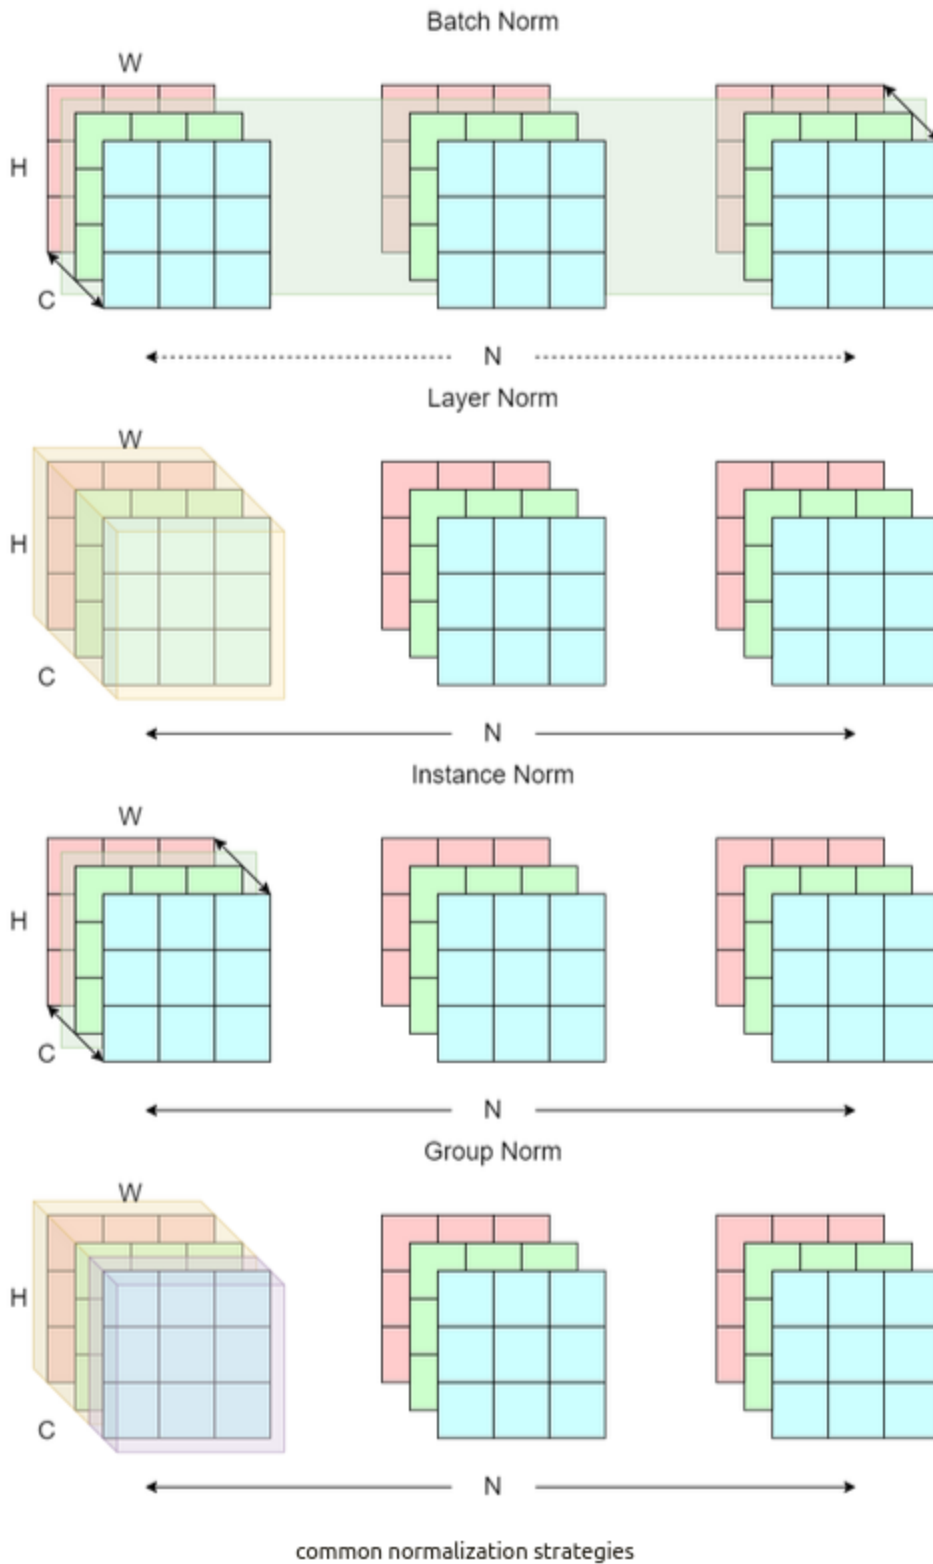 Batch Norm
W
H
C
N
Layer Norm
W
H
C
N
Instance Norm
W
H
C
N
Group Norm
W
H
C
N
common normalization strategies